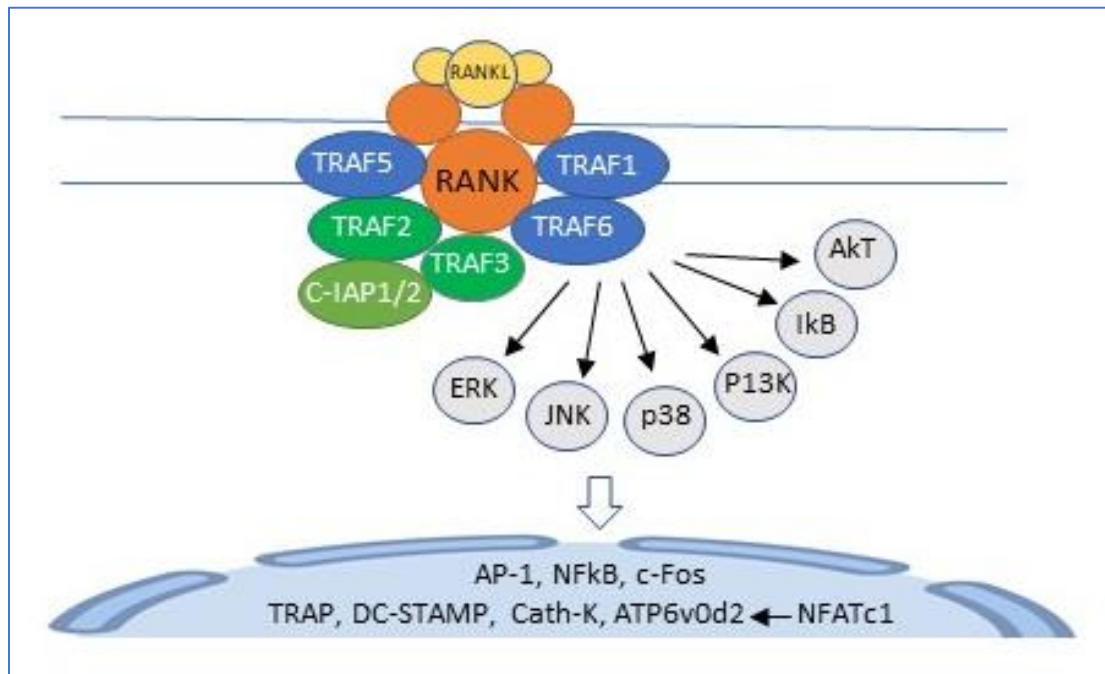 RANKL
TRAF5
RANK
TRAF1
TRAF2
TRAF6
TRAF3
C-IAP1/2
AkT
IkB
P13K
ERK
JNK
p38
AP-1, NFkB, c-Fos
TRAP, DC-STAMP, Cath-K, ATP6v0d2 NFATc1